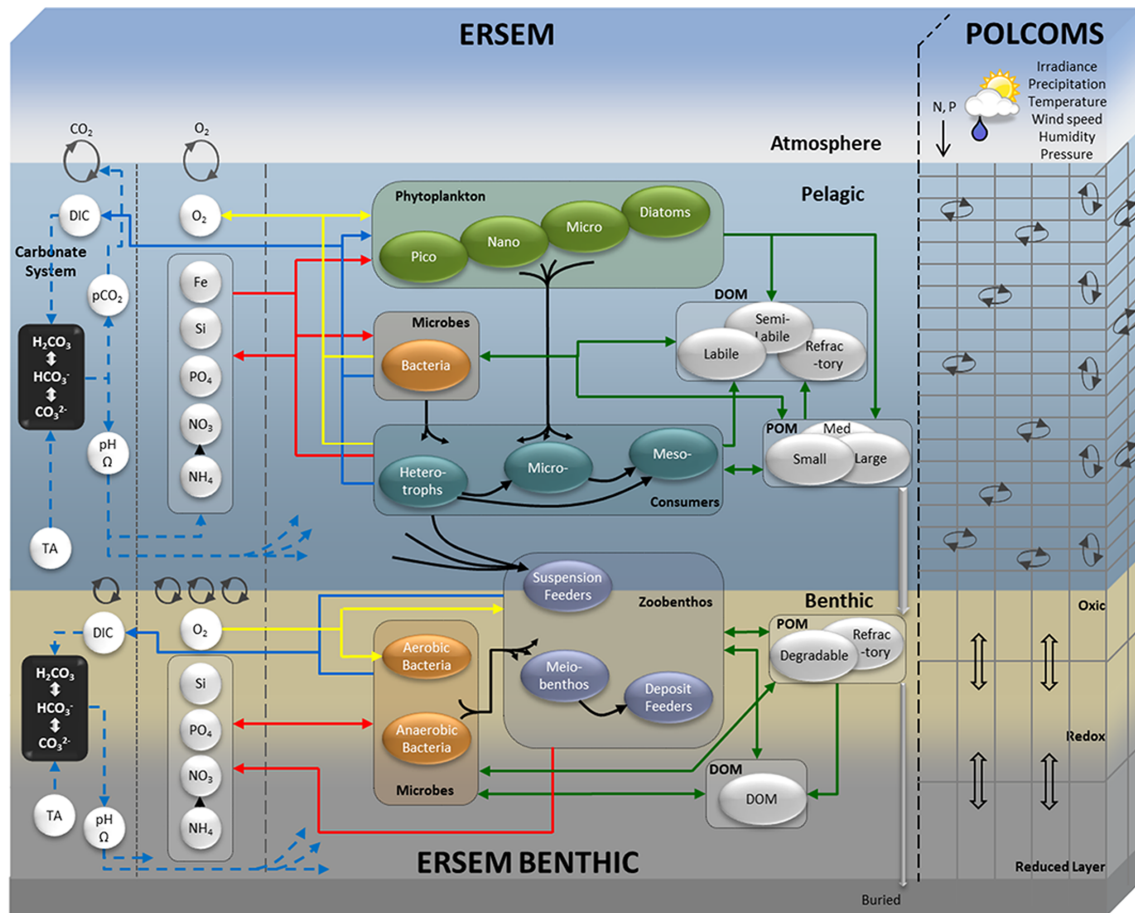 ERSEM
POLCOMS
Irradiance
Precipitation
Temperature
Wind speed
Humidity
Pressure
N, P
CO₂
O₂
Atmosphere
Phytoplankton
Pelagic
DIC
O₂
Diatoms
Micro
Nano
Pico
Carbonate
System
Fe
pCO₂
DOM
Semi-
Labile
Labile
Refrac
-tory
Si
Microbes
Bacteria
H₂CO₃
HCO₃⁻
CO₃²⁻
PO₄
NO₃
NH₄
pH
Ω
POM
Med
Small
Large
Hetero-
trophs
Micro-
Meso-
Consumers
TA
Suspension
Feeders
Zoobenthos
Benthic
Oxic
DIC
O₂
POM
Refrac
-tory
Degradable
Aerobic
Bacteria
H₂CO₃
HCO₃⁻
CO₃²⁻
Si
Meio-
benthos
Deposit
Feeders
PO₄
Anaerobic
Bacteria
Redox
NO₃
Microbes
DOM
DOM
TA
pH
Ω
NH₄
ERSEM BENTHIC
Reduced Layer
Buried